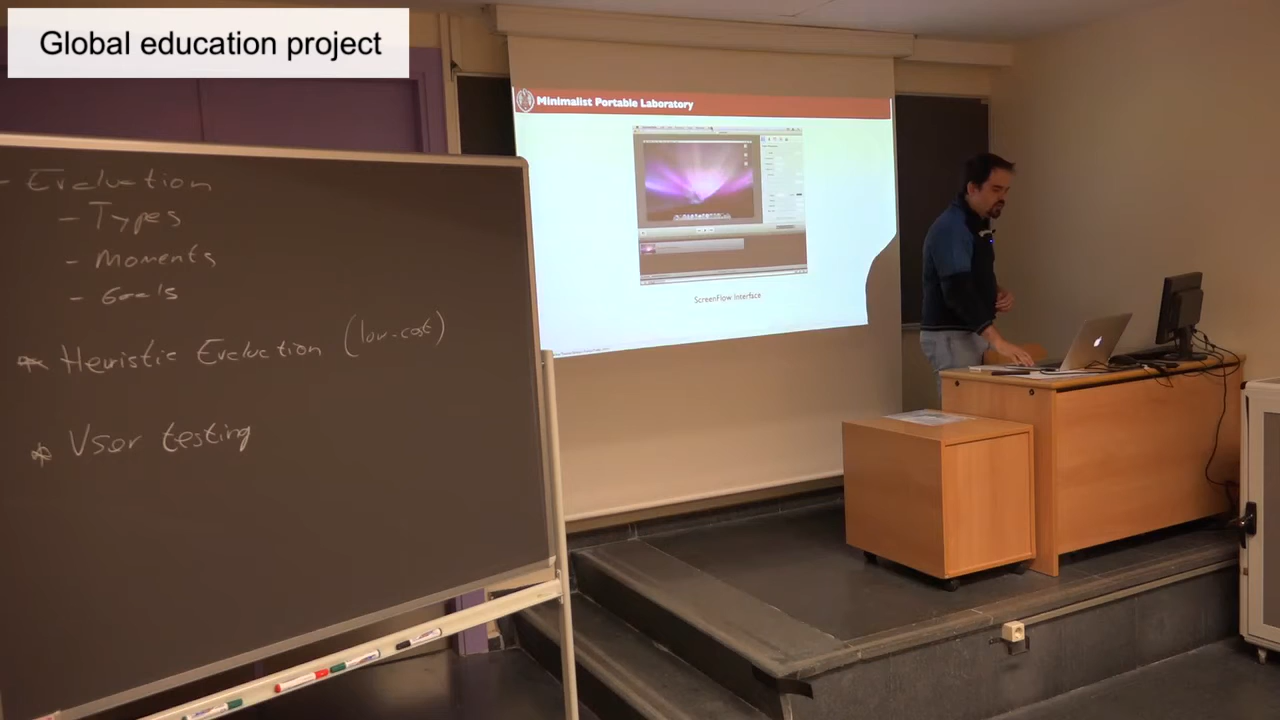 Global education project
Minimalist Portable Laboratory
ScreenFlow Interface
- Evaluation
- Types
- Moments
- Goals
* Heuristic Evaluation (low-cost)
* User testing